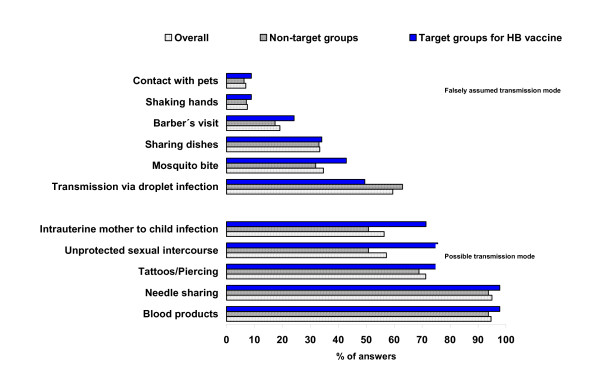 Overall Non-target groups Target groups for HB vaccine
Contact with pets
Falsely assumed transmission mode
Shaking hands
Barber´s visit
Sharing dishes
Mosquito bite
Transmission via droplet infection
Intrauterine mother to child infection
Unprotected sexual intercourse
Possible transmission mode
Tattoos/Piercing
Needle sharing
Blood products
0 10 20 30 40 50 60 70 80 90 100
% of answers